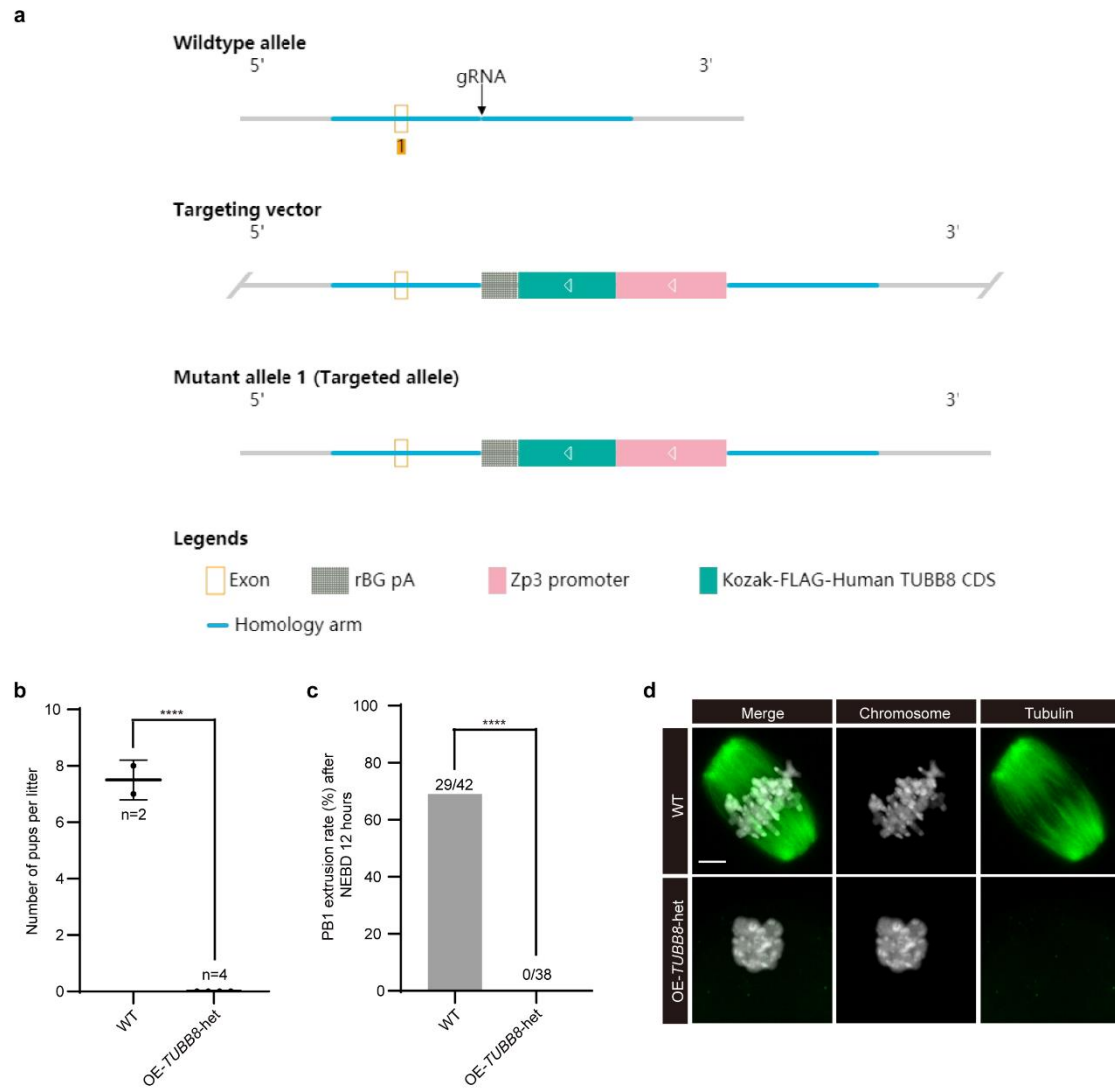 a
Wildtype allele
5'
3'
gRNA
1
Targeting vector
5'
3'
Mutant allele 1 (Targeted allele)
5'
3'
Legends
Exon
rBG pA
Zp3 promoter
Kozak-FLAG-Human TUBB8 CDS
Homology arm
b
Number of pups per litter
10
8
6
4
2
0
****
n=2
n=4
WT
OE-TUBB8-het
c
PB1 extrusion rate (%) after
NEBD 12 hours
100
80
60
40
20
0
****
29/42
0/38
WT
OE-TUBB8-het
d
Merge
Chromosome
Tubulin
WT
OE-TUBB8-het